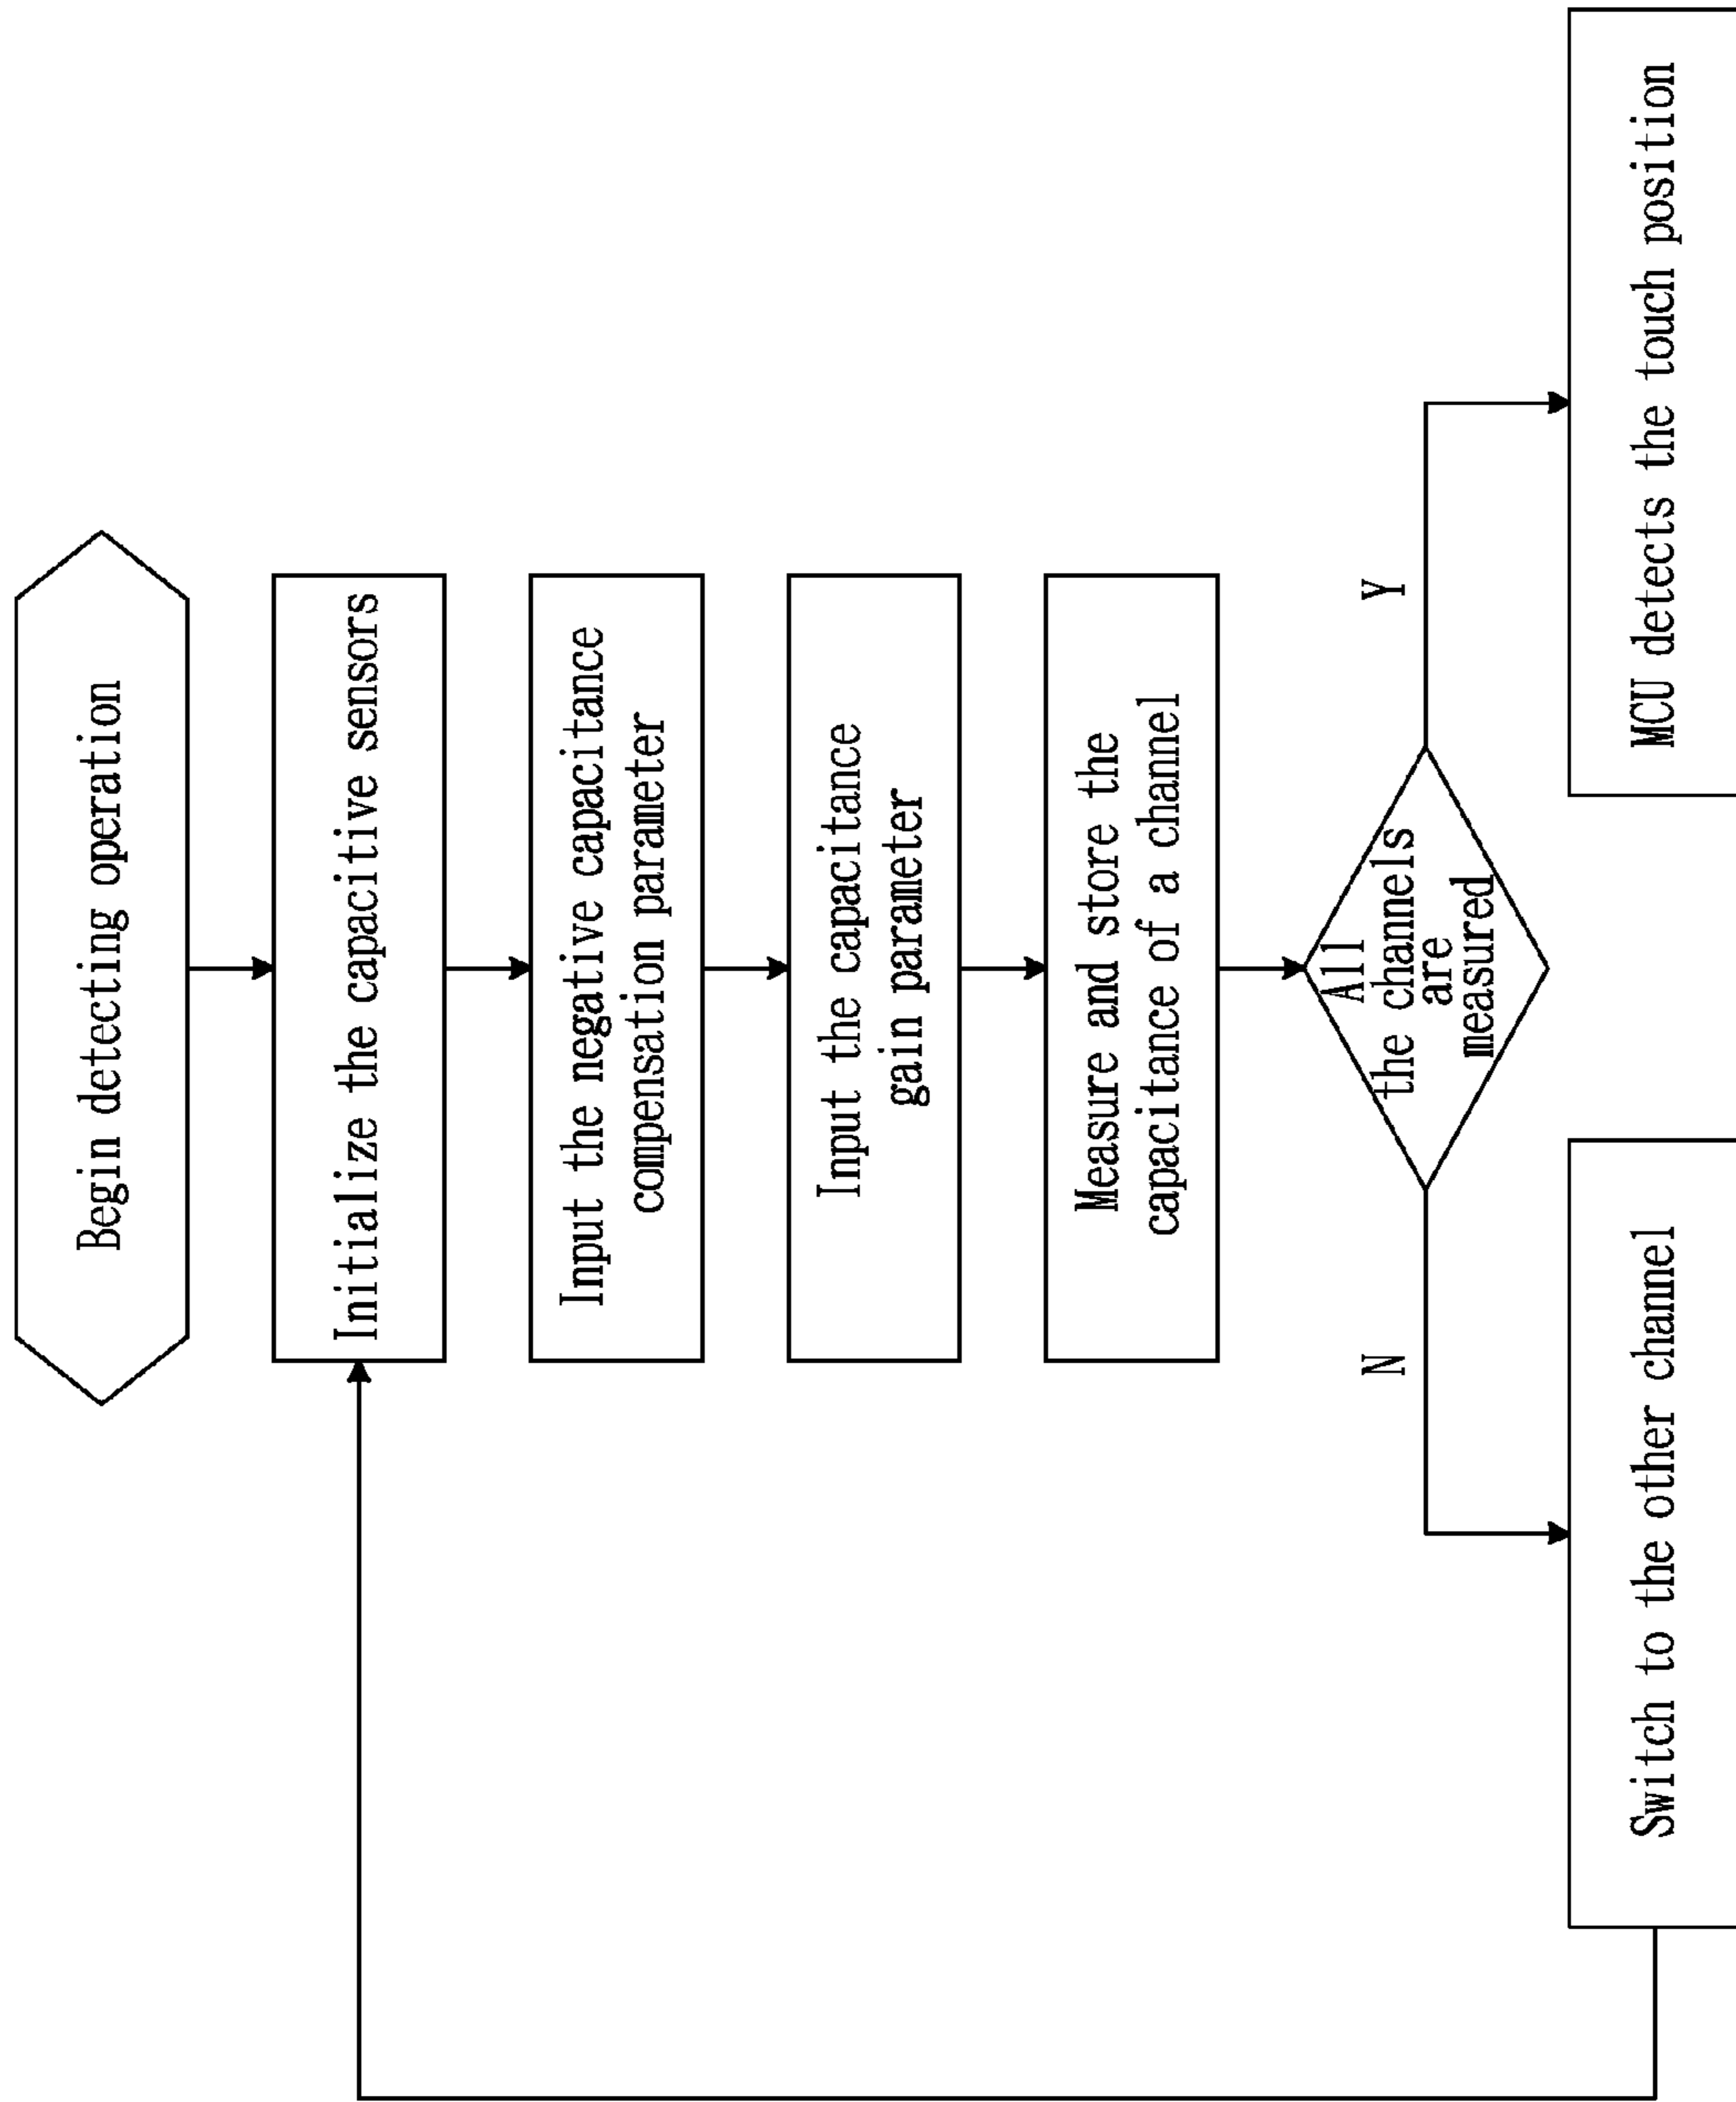 Begin detecting operation
Initialize the capacitive sensors
Input the negative capacitance
compensation parameter
Input the capacitance
gain parameter
Measure and store the
capacitance of a channel
All
the channels
are
measured
N
Y
Switch to the other channel
MCU detects the touch position